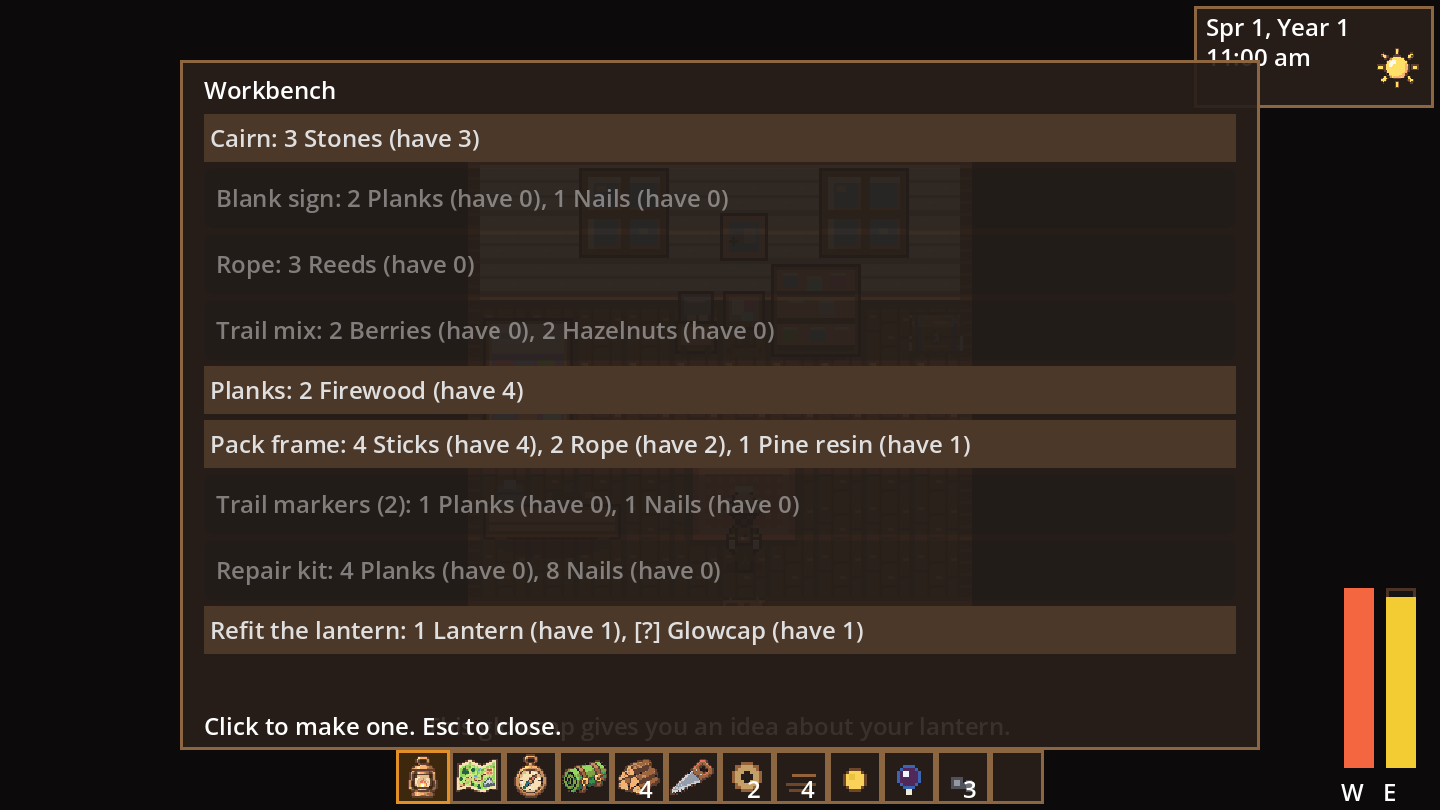 Spr 1, Year 1
11:00 am
Workbench
Cairn: 3 Stones (have 3)
Blank sign: 2 Planks (have 0), 1 Nails (have 0)
Rope: 3 Reeds (have 0)
Trail mix: 2 Berries (have 0), 2 Hazelnuts (have 0)
Planks: 2 Firewood (have 4)
Pack frame: 4 Sticks (have 4), 2 Rope (have 2), 1 Pine resin (have 1)
Trail markers (2): 1 Planks (have 0), 1 Nails (have 0)
Repair kit: 4 Planks (have 0), 8 Nails (have 0)
Refit the lantern: 1 Lantern (have 1), [?] Glowcap (have 1)
Click to make one. Esc to close.
gives you an idea about your lantern.
4 2 4 3
W E